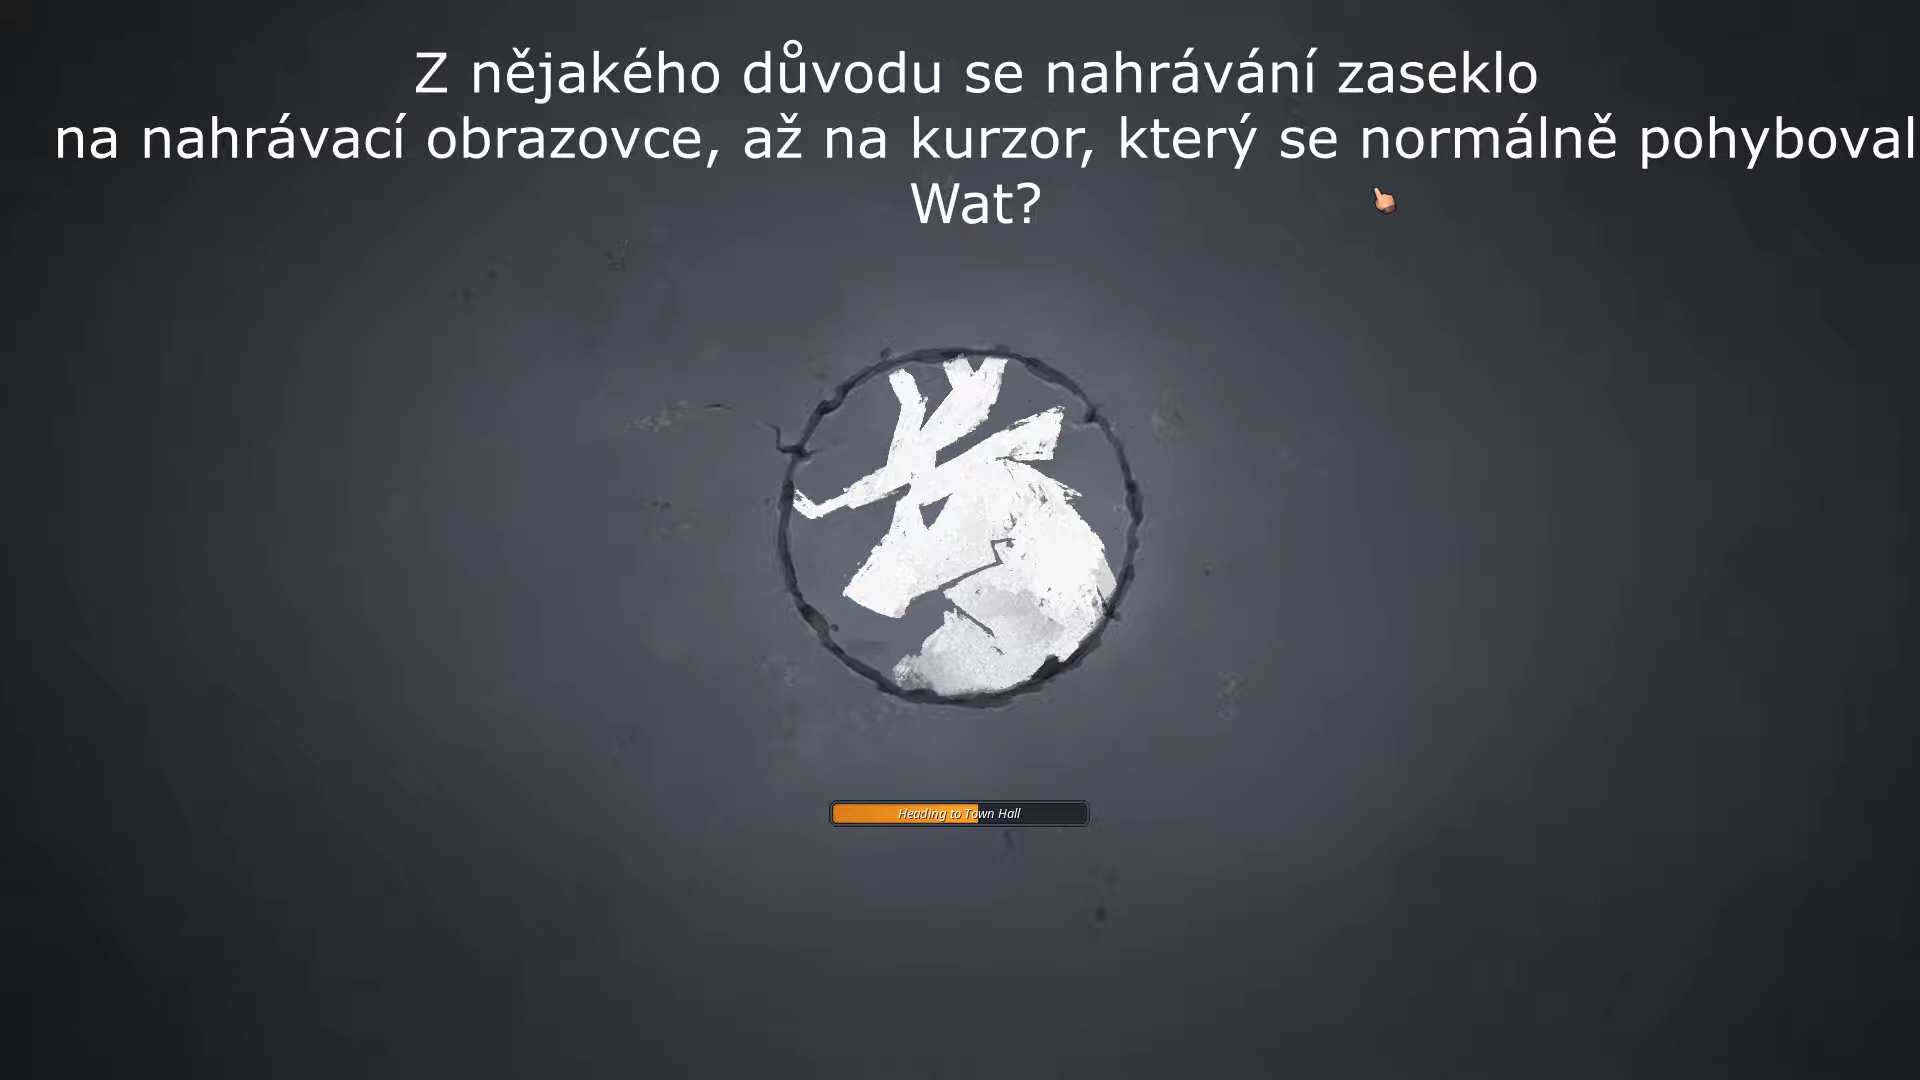 Z nějakého důvodu se nahrávání zaseklo
na nahrávací obrazovce, až na kurzor, který se normálně pohyboval
Wat?
Heading to Town Hall